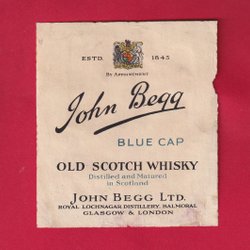 ESTD. 1845
By Appointment
John Begg
BLUE CAP
OLD SCOTCH WHISKY
Distilled and Matured
in Scotland
JOHN BEGG LTD.
ROYAL LOCHNAGAR DISTILLERY, BALMORAL
GLASGOW & LONDON